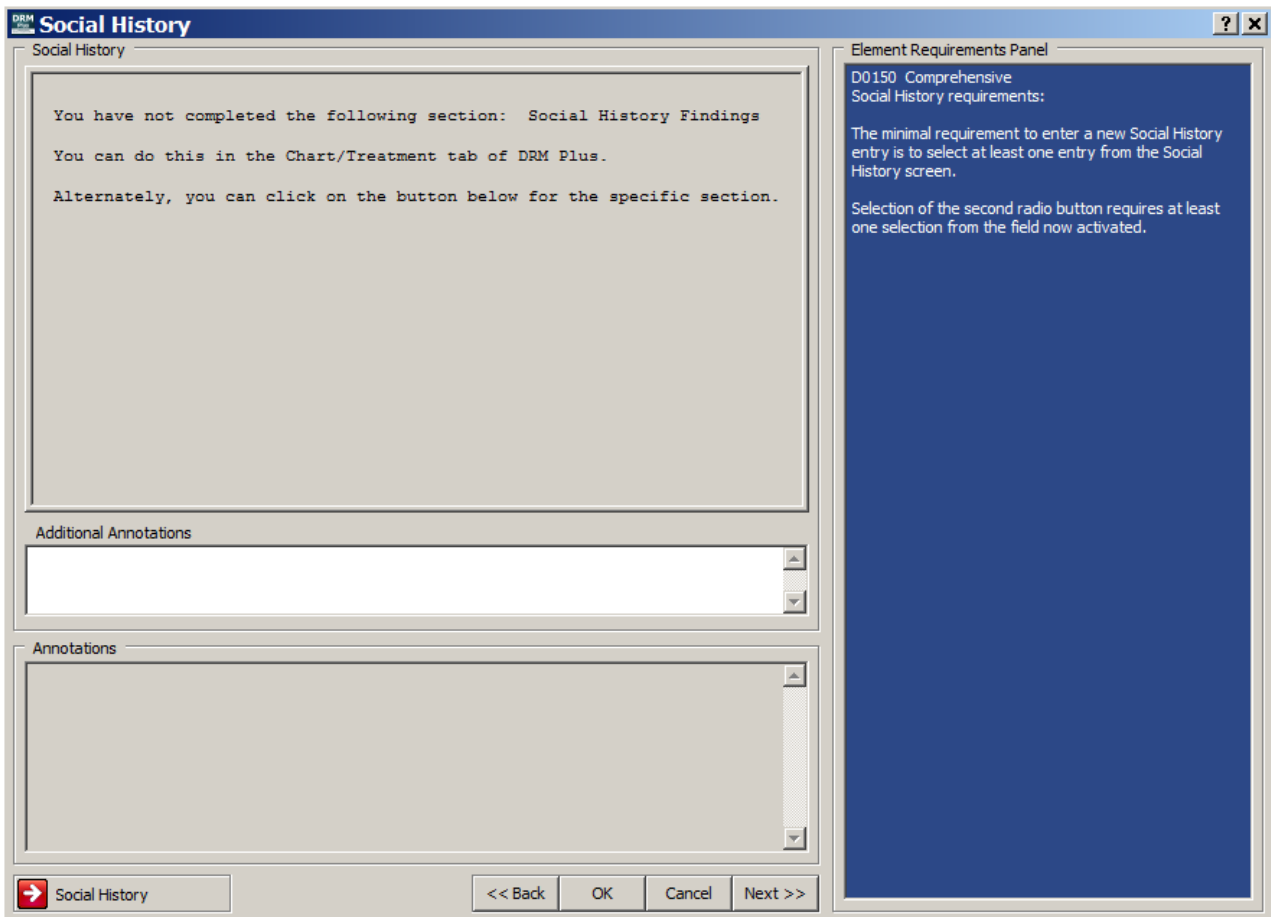 DRM Plus Social History ? X
Social History
You have not completed the following section:  Social History Findings
You can do this in the Chart/Treatment tab of DRM Plus.
Alternately, you can click on the button below for the specific section.
Additional Annotations
Annotations
Social History
<< Back
OK
Cancel
Next >>
Element Requirements Panel
D0150  Comprehensive
Social History requirements:
The minimal requirement to enter a new Social History
entry is to select at least one entry from the Social
History screen.
Selection of the second radio button requires at least
one selection from the field now activated.